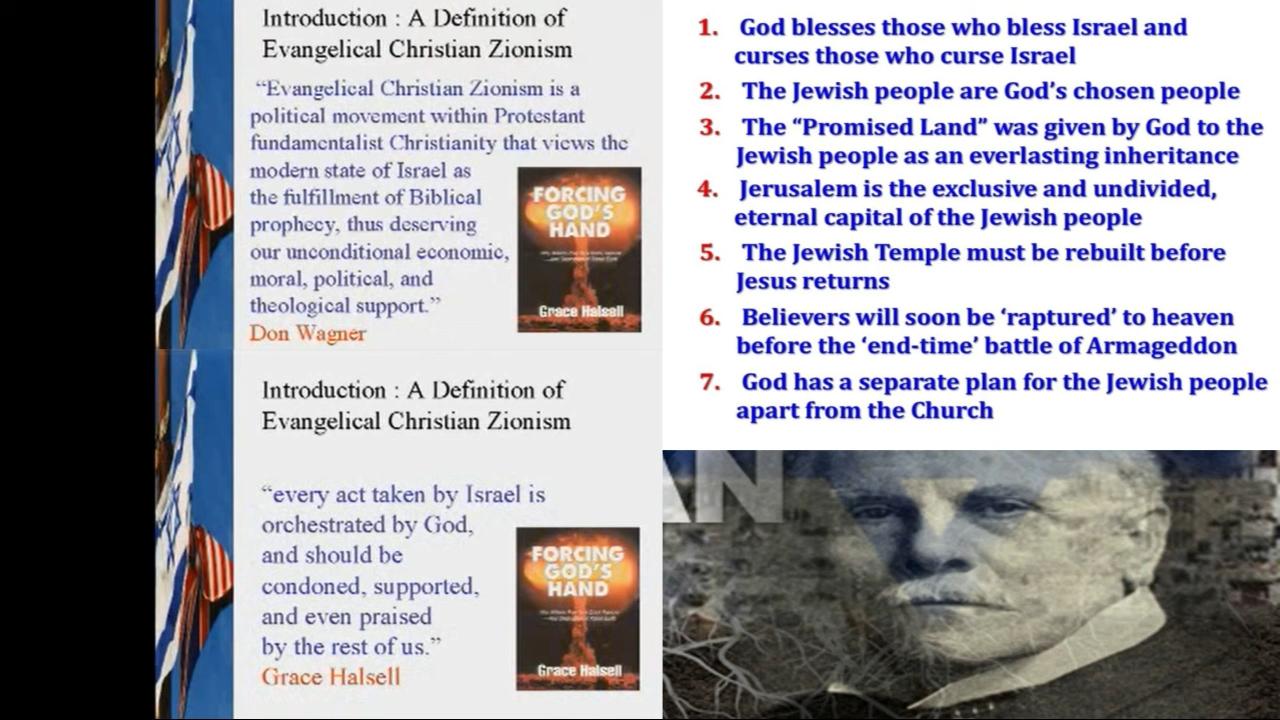 Introduction : A Definition of
Evangelical Christian Zionism
“Evangelical Christian Zionism is a
political movement within Protestant
fundamentalist Christianity that views the
modern state of Israel as
the fulfillment of Biblical
prophecy, thus deserving
our unconditional economic,
moral, political, and
theological support.”
Don Wagner
FORCING
GOD'S
HAND
Grace Halsell
Introduction : A Definition of
Evangelical Christian Zionism
“every act taken by Israel is
orchestrated by God,
and should be
condoned, supported,
and even praised
by the rest of us.”
Grace Halsell
FORCING
GOD'S
HAND
Grace Halsell
1. God blesses those who bless Israel and
curses those who curse Israel
2. The Jewish people are God’s chosen people
3. The “Promised Land” was given by God to the
Jewish people as an everlasting inheritance
4. Jerusalem is the exclusive and undivided,
eternal capital of the Jewish people
5. The Jewish Temple must be rebuilt before
Jesus returns
6. Believers will soon be ‘raptured’ to heaven
before the ‘end-time’ battle of Armageddon
7. God has a separate plan for the Jewish people
apart from the Church
AN